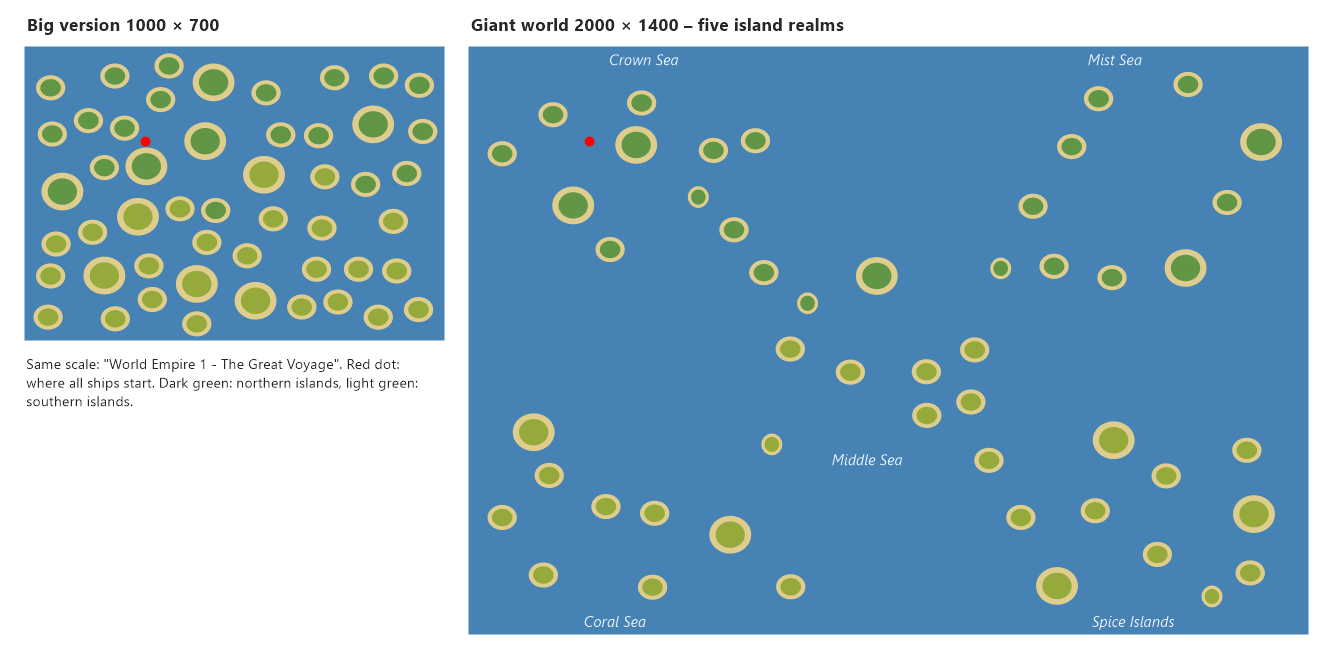 Big version 1000 × 700
Giant world 2000 × 1400 – five island realms
Crown Sea
Mist Sea
Same scale: "World Empire 1 - The Great Voyage". Red dot:
where all ships start. Dark green: northern islands, light green:
southern islands.
Middle Sea
Coral Sea
Spice Islands